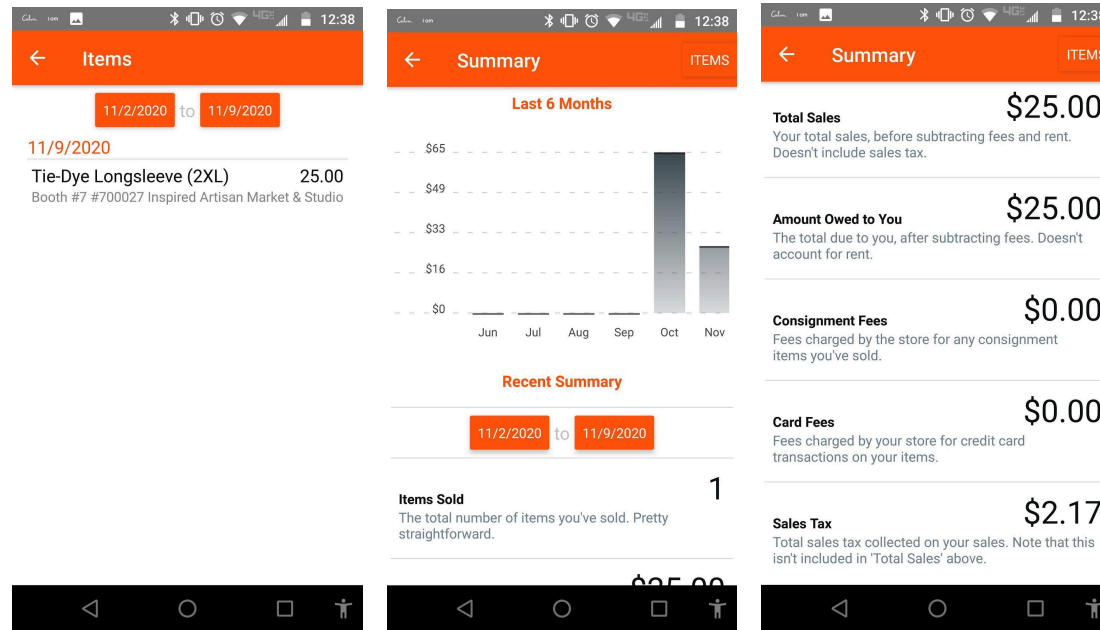 12:38
Items
11/2/2020 to 11/9/2020
11/9/2020
Tie-Dye Longsleeve (2XL) 25.00
Booth #7 #700027 Inspired Artisan Market & Studio
4G 12:38
Summary ITEMS
Last 6 Months
$65
$49
$33
$16
$0
Jun Jul Aug Sep Oct Nov
Recent Summary
11/2/2020 to 11/9/2020
Items Sold 1
The total number of items you've sold. Pretty
straightforward.
4G 12:38
Summary ITEMS
Total Sales $25.00
Your total sales, before subtracting fees and rent.
Doesn't include sales tax.
Amount Owed to You $25.00
The total due to you, after subtracting fees. Doesn't
account for rent.
Consignment Fees $0.00
Fees charged by the store for any consignment
items you've sold.
Card Fees $0.00
Fees charged by your store for credit card
transactions on your items.
Sales Tax $2.17
Total sales tax collected on your sales. Note that this
isn't included in 'Total Sales' above.